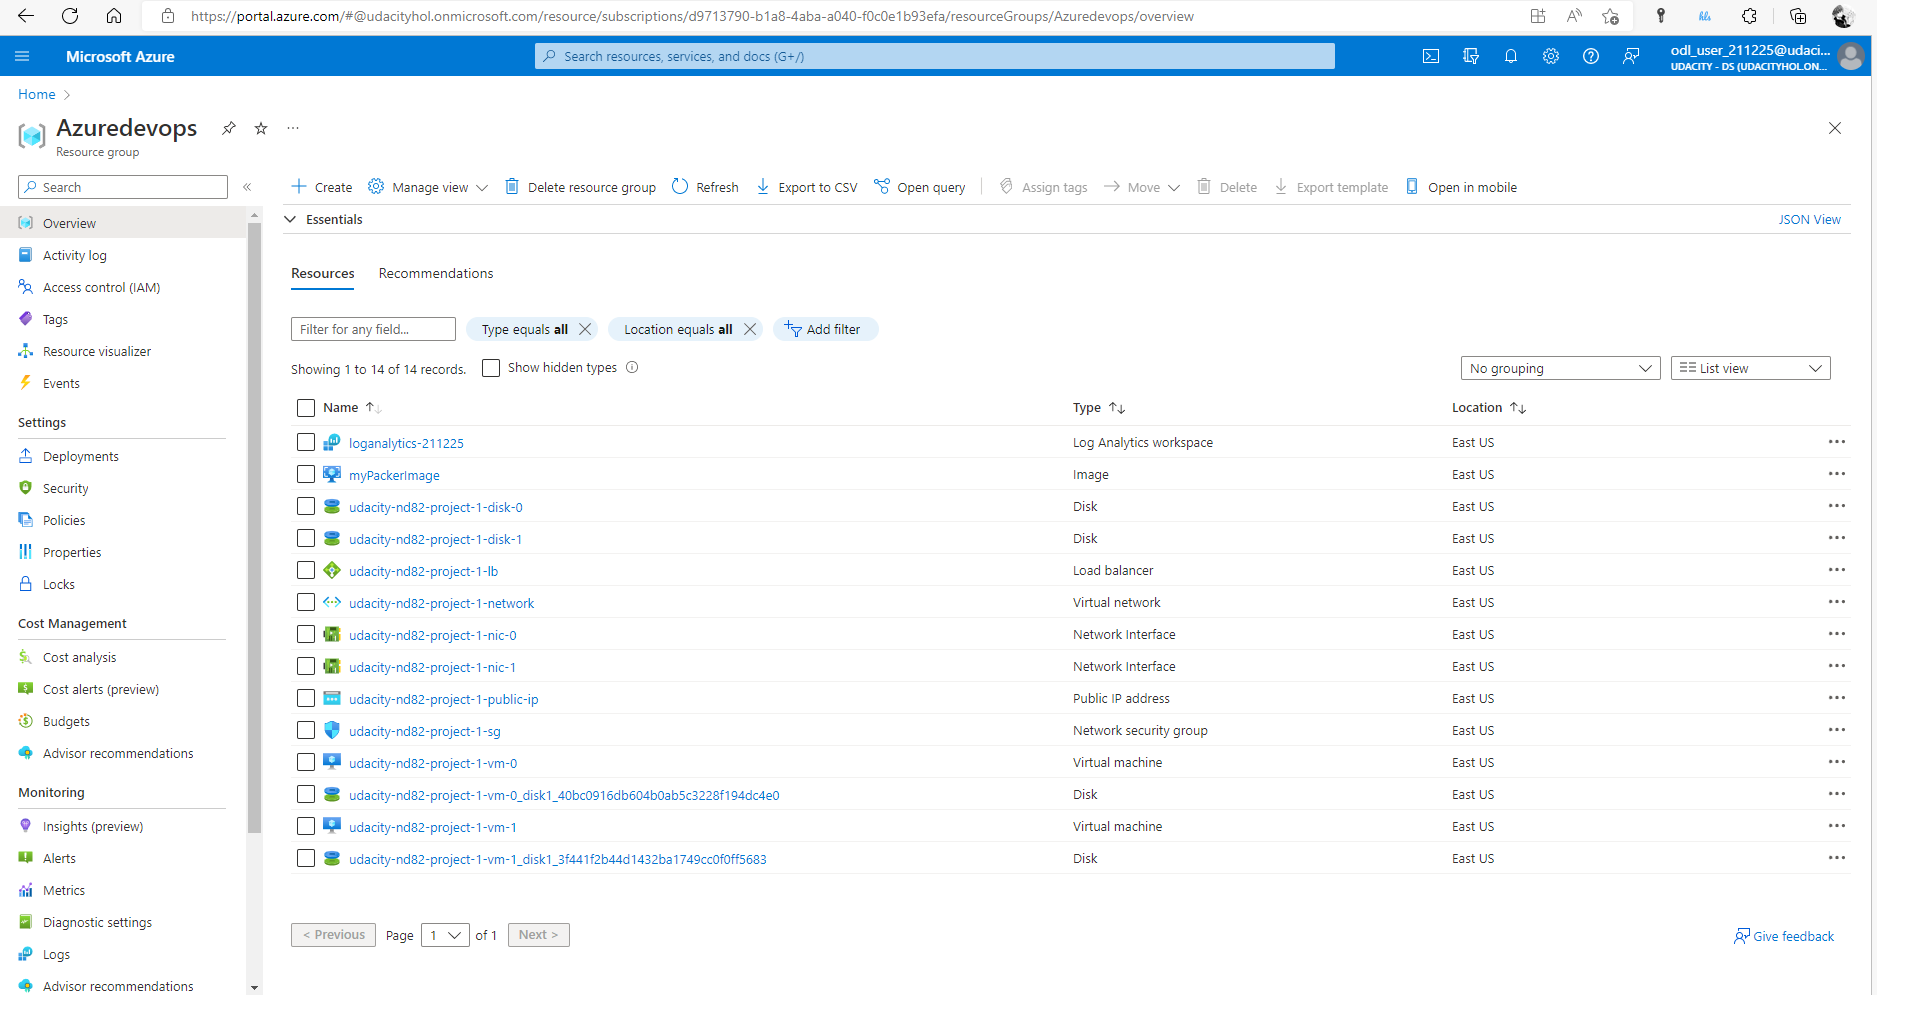 https://portal.azure.com/#@udacityhol.onmicrosoft.com/resource/subscriptions/d9713790-b1a8-4aba-a040-f0c0e1b93efa/resourceGroups/Azuredevops/overview
Microsoft Azure
Search resources, services, and docs (G+/)
odl_user_211225@udaci...
UDACITY - DS (UDACITYHOL.ON...
Home >
Azuredevops
Resource group
Search
Create
Manage view
Delete resource group
Refresh
Export to CSV
Open query
Assign tags
Move
Delete
Export template
Open in mobile
Overview
Activity log
Access control (IAM)
Tags
Resource visualizer
Events
Settings
Deployments
Security
Policies
Properties
Locks
Cost Management
Cost analysis
Cost alerts (preview)
Budgets
Advisor recommendations
Monitoring
Insights (preview)
Alerts
Metrics
Diagnostic settings
Logs
Advisor recommendations
Essentials
JSON View
Resources Recommendations
Filter for any field...
Type equals all
Location equals all
Add filter
Showing 1 to 14 of 14 records.
Show hidden types
No grouping
List view
Name Type Location
loganalytics-211225 Log Analytics workspace East US
myPackerImage Image East US
udacity-nd82-project-1-disk-0 Disk East US
udacity-nd82-project-1-disk-1 Disk East US
udacity-nd82-project-1-lb Load balancer East US
udacity-nd82-project-1-network Virtual network East US
udacity-nd82-project-1-nic-0 Network Interface East US
udacity-nd82-project-1-nic-1 Network Interface East US
udacity-nd82-project-1-public-ip Public IP address East US
udacity-nd82-project-1-sg Network security group East US
udacity-nd82-project-1-vm-0 Virtual machine East US
udacity-nd82-project-1-vm-0_disk1_40bc0916db604b0ab5c3228f194dc4e0 Disk East US
udacity-nd82-project-1-vm-1 Virtual machine East US
udacity-nd82-project-1-vm-1_disk1_3f441f2b44d1432ba1749cc0f0ff5683 Disk East US
< Previous Page 1 of 1 Next >
Give feedback